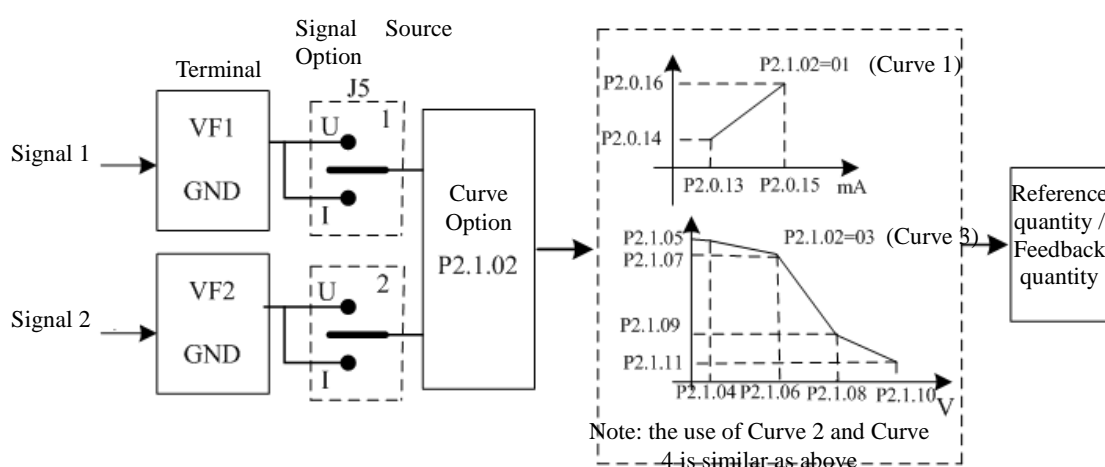 Signal Source
Option
Terminal
J5
Signal 1
VF1
GND
U
1
I
Signal 2
VF2
GND
U
2
I
Curve
Option
P2.1.02
P2.1.02=01 (Curve 1)
P2.0.16
P2.0.14
P2.0.13 P2.0.15 mA
P2.1.02=03 (Curve 3)
P2.1.05
P2.1.07
P2.1.09
P2.1.11
P2.1.04 P2.1.06 P2.1.08 P2.1.10 V
Note: the use of Curve 2 and Curve
4 is similar as above
Reference
quantity /
Feedback
quantity